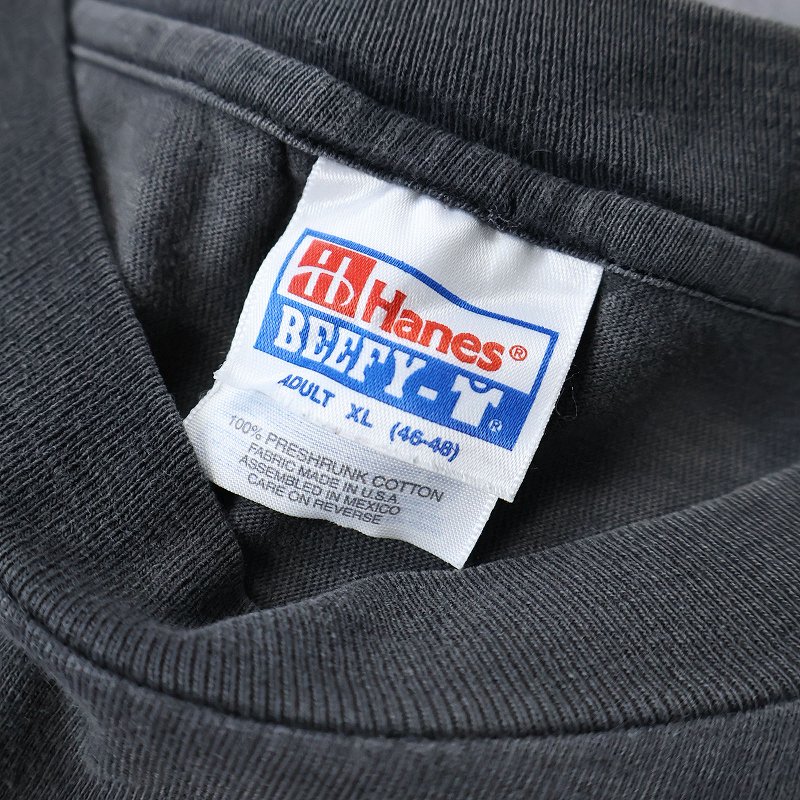 Hanes®
BEEFY-T®
ADULT XL (46-48)
100% PRESHRUNK COTTON
FABRIC MADE IN U.S.A.
ASSEMBLED IN MEXICO
CARE ON REVERSE